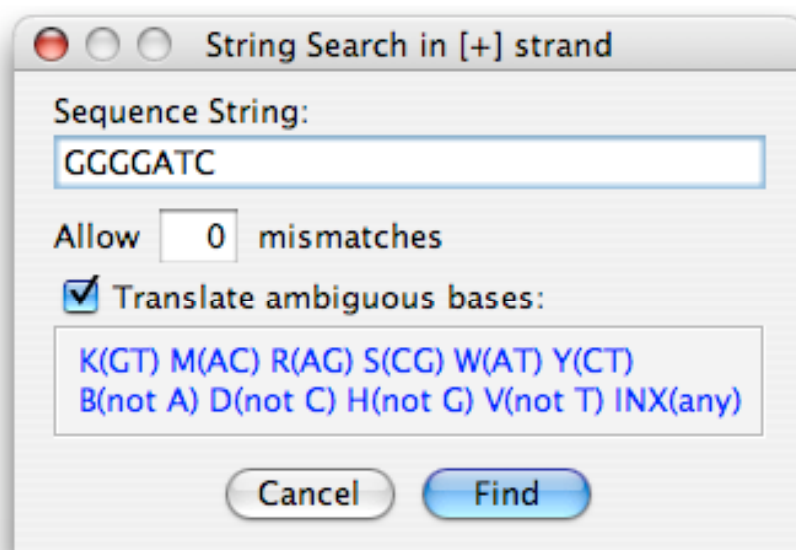 String Search in [+] strand
Sequence String:
GGGGATC
Allow 0 mismatches
Translate ambiguous bases:
K(GT) M(AC) R(AG) S(CG) W(AT) Y(CT)
B(not A) D(not C) H(not G) V(not T) INX(any)
Cancel Find